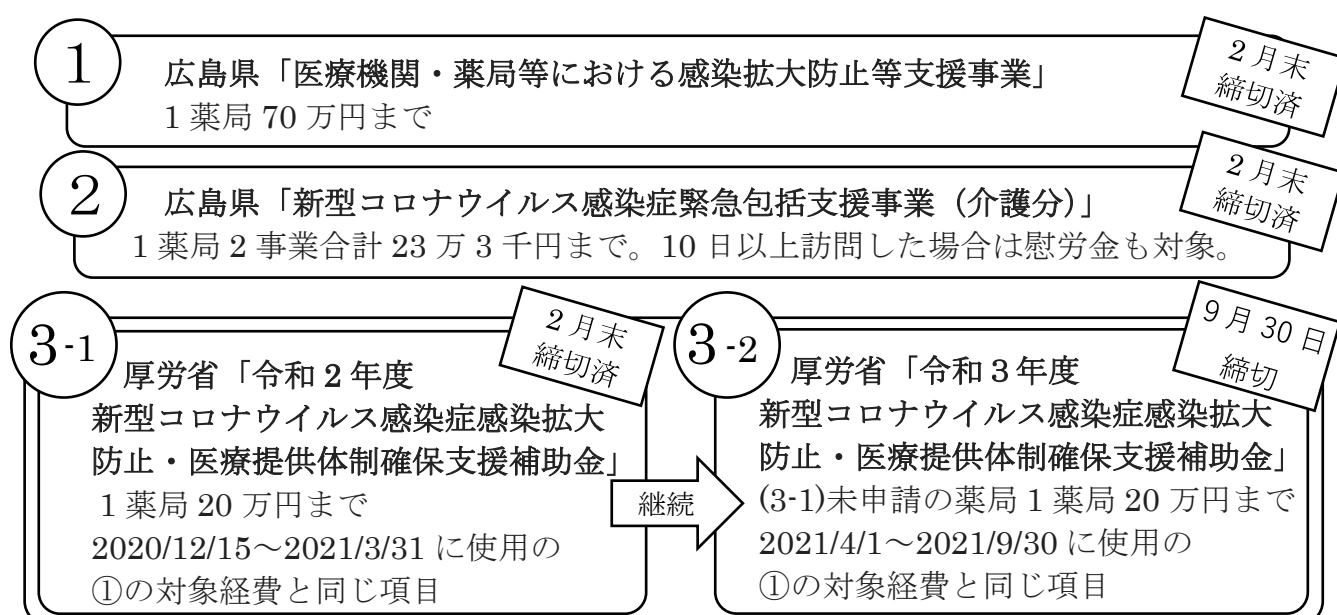 1
広島県「医療機関・薬局等における感染拡大防止等支援事業」
1薬局 70 万円まで
2月末
締切済
2
広島県「新型コロナウイルス感染症緊急包括支援事業（介護分）」
1薬局 2 事業合計 23 万 3 千円まで。10 日以上訪問した場合は慰労金も対象。
2月末
締切済
3-1
2月末
締切済
厚労省「令和２年度
新型コロナウイルス感染症感染拡大
防止・医療提供体制確保支援補助金」
1薬局 20 万円まで
2020/12/15～2021/3/31 に使用の
①の対象経費と同じ項目
継続
3-2
9月30日
締切
厚労省「令和３年度
新型コロナウイルス感染症感染拡大
防止・医療提供体制確保支援補助金」
(3-1)未申請の薬局 1 薬局 20 万円まで
2021/4/1～2021/9/30 に使用の
①の対象経費と同じ項目